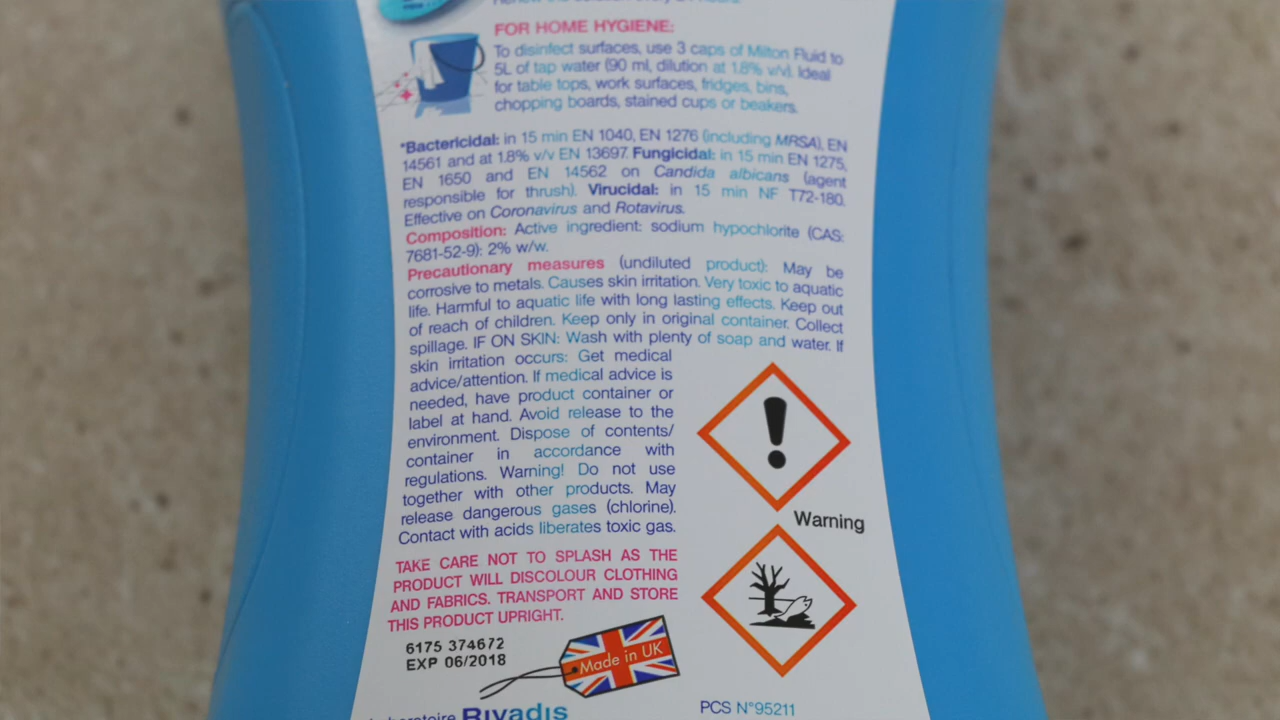 FOR HOME HYGIENE:
To disinfect surfaces, use 3 caps of Milton Fluid to
5L of tap water (90 ml, dilution at 1.8% v/v). Ideal
for table tops, work surfaces, fridges, bins,
chopping boards, stained cups or beakers.
*Bactericidal: in 15 min EN 1040, EN 1276 (including MRSA), EN
14561 and at 1.8% v/v EN 13697. Fungicidal: in 15 min EN 1275,
EN 1650 and EN 14562 on Candida albicans (agent
responsible for thrush). Virucidal: in 15 min NF T72-180.
Effective on Coronavirus and Rotavirus.
Composition: Active ingredient: sodium hypochlorite (CAS:
7681-52-9): 2% w/w.
Precautionary measures (undiluted product): May be
corrosive to metals. Causes skin irritation. Very toxic to aquatic
life. Harmful to aquatic life with long lasting effects. Keep out
of reach of children. Keep only in original container. Collect
spillage. IF ON SKIN: Wash with plenty of soap and water. If
skin irritation occurs: Get medical
advice/attention. If medical advice is
needed, have product container or
label at hand. Avoid release to the
environment. Dispose of contents/
container in accordance with
regulations. Warning! Do not use
together with other products. May
release dangerous gases (chlorine).
Contact with acids liberates toxic gas.
Warning
TAKE CARE NOT TO SPLASH AS THE
PRODUCT WILL DISCOLOUR CLOTHING
AND FABRICS. TRANSPORT AND STORE
THIS PRODUCT UPRIGHT.
6175 374672
EXP 06/2018
Made in UK
Rivadis
PCS N°95211